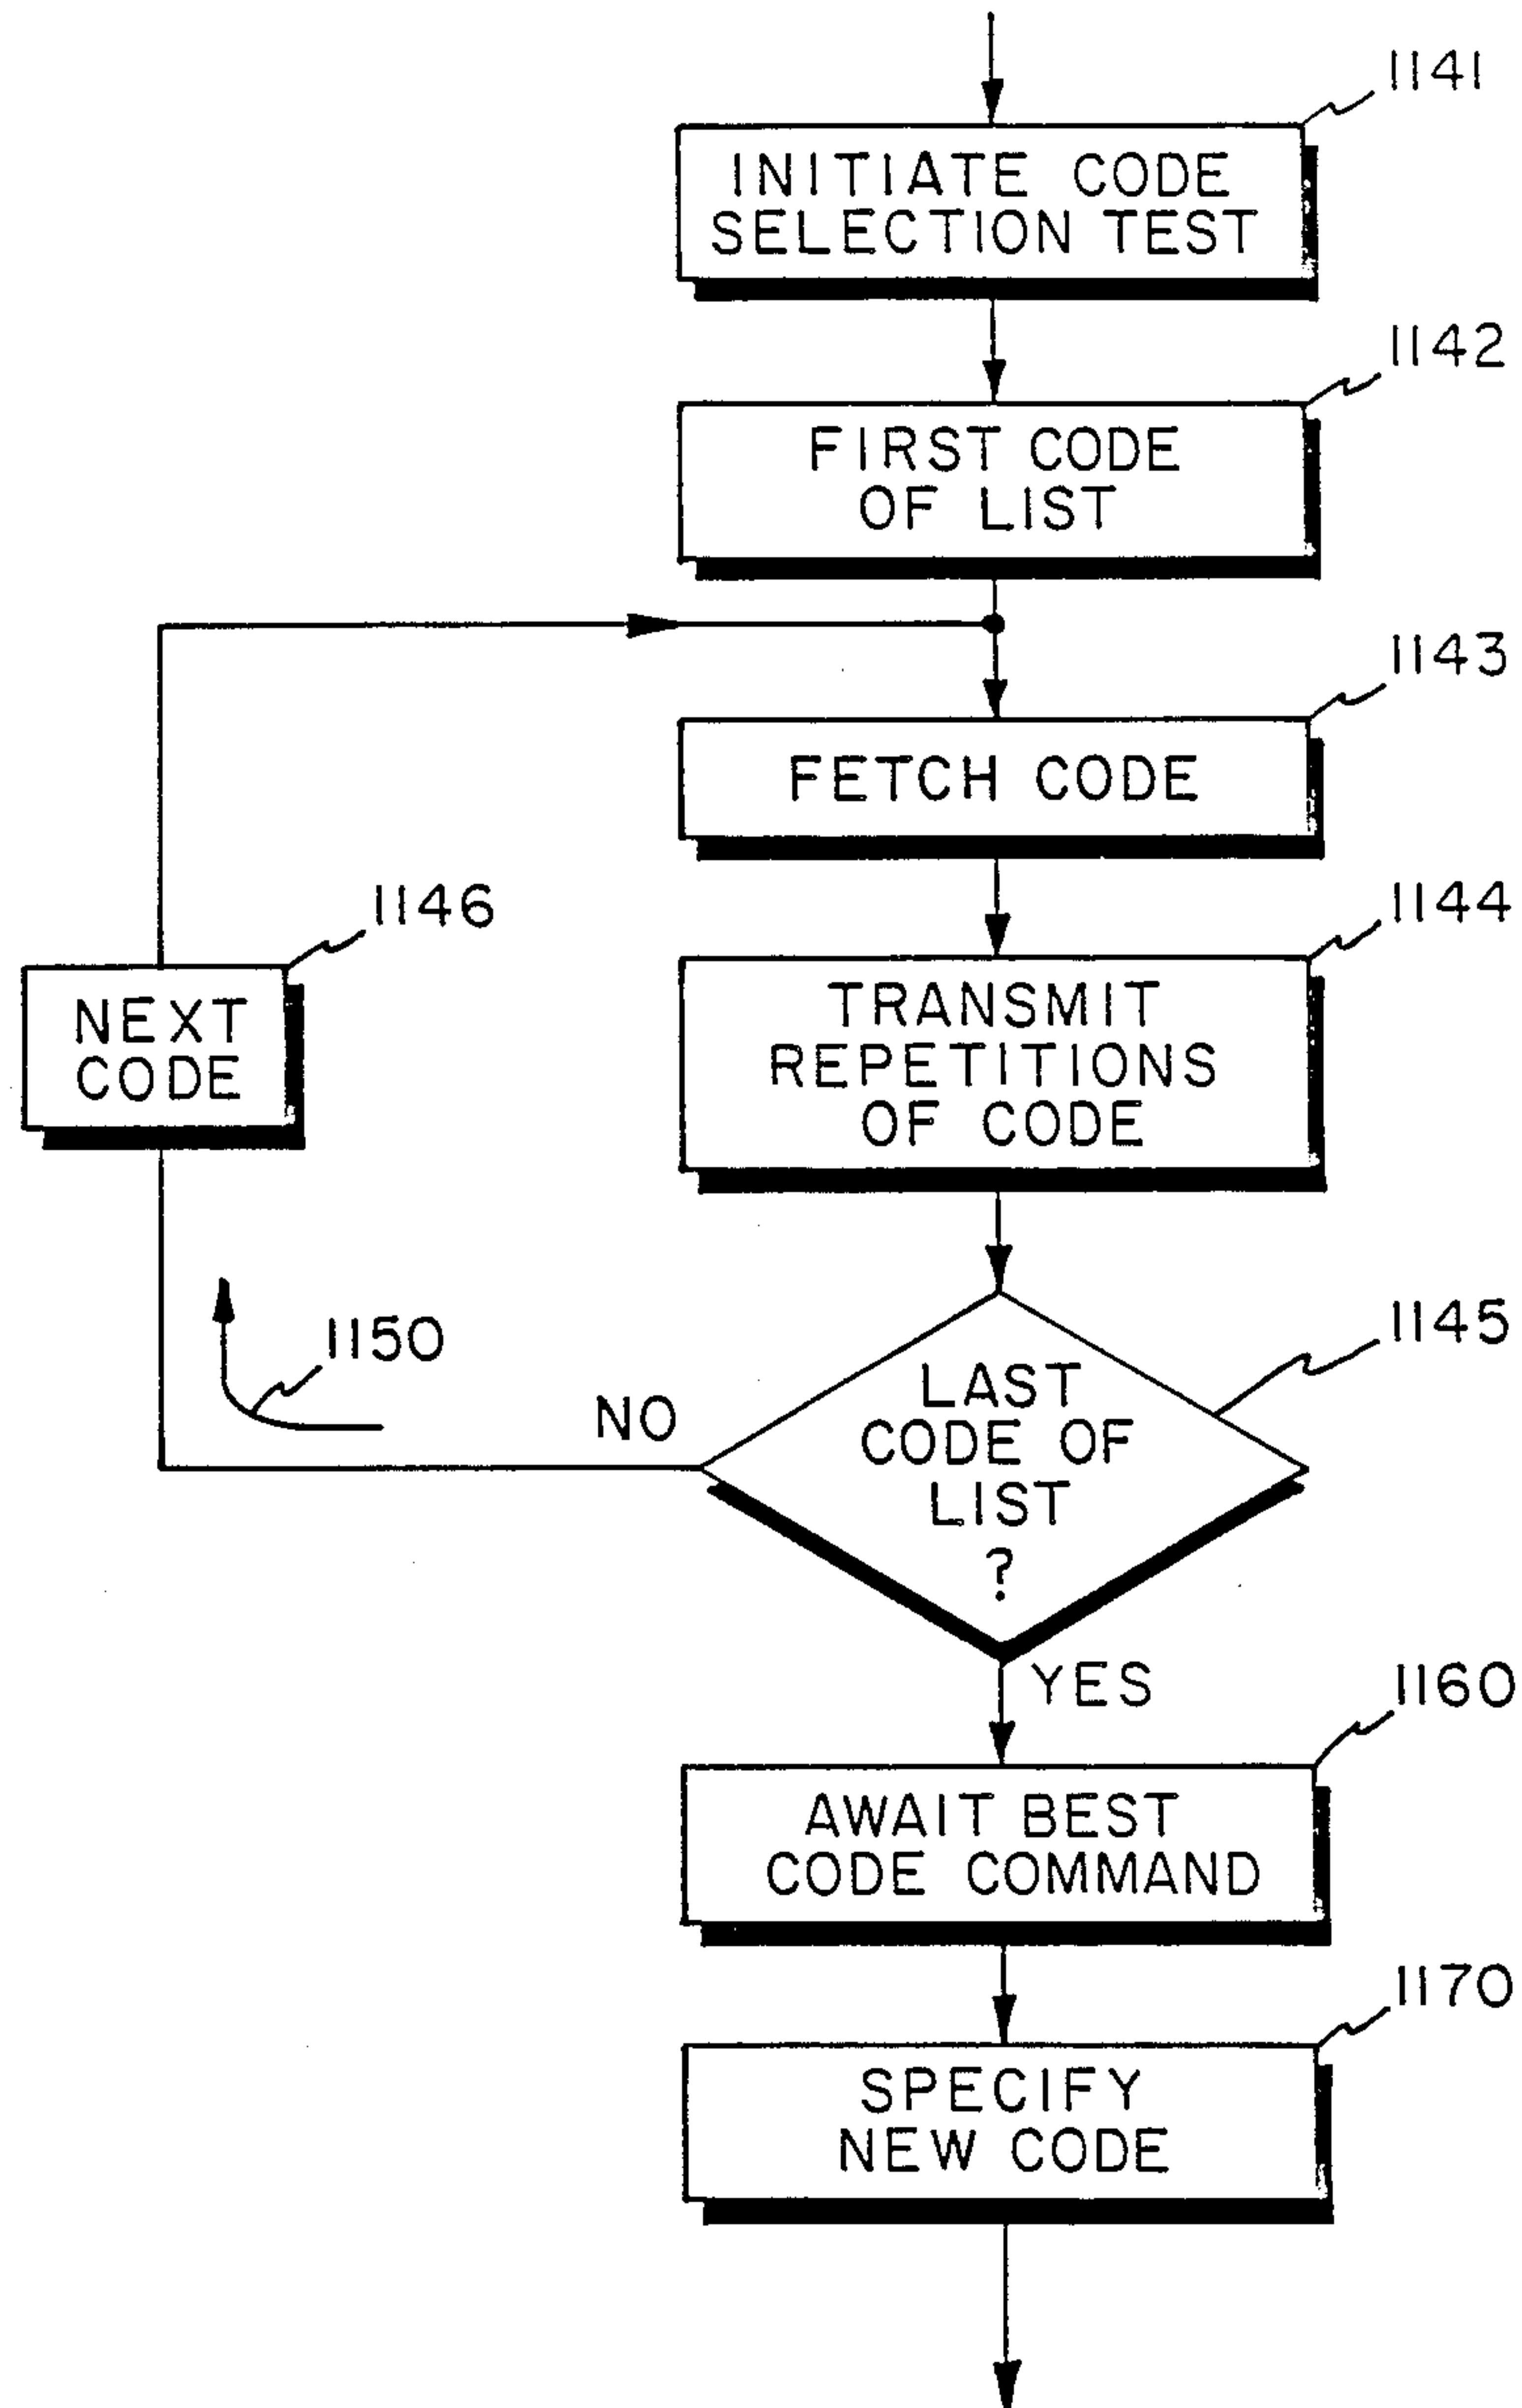 1141
INITIATE CODE
SELECTION TEST
1142
FIRST CODE
OF LIST
1143
FETCH CODE
1146
NEXT
CODE
1144
TRANSMIT
REPETITIONS
OF CODE
1150
NO
1145
LAST
CODE OF
LIST
?
YES
1160
AWAIT BEST
CODE COMMAND
1170
SPECIFY
NEW CODE